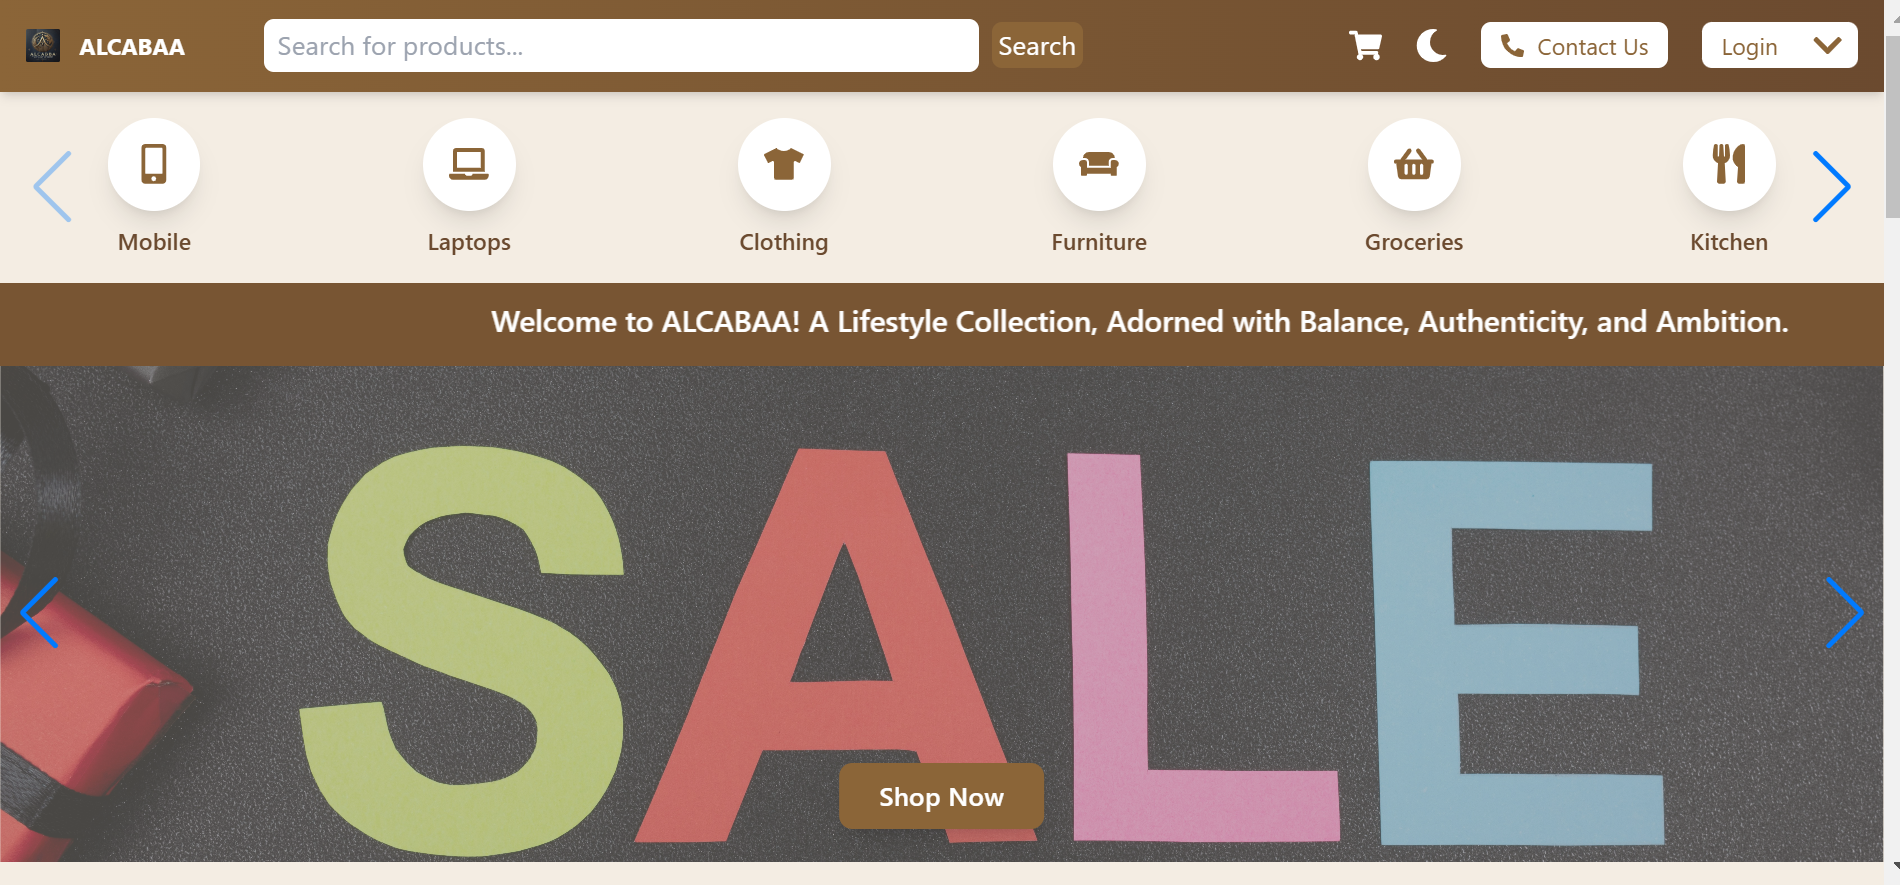 ALCABAA
Search for products...
Search
Contact Us
Login
Mobile
Laptops
Clothing
Furniture
Groceries
Kitchen
Welcome to ALCABAA! A Lifestyle Collection, Adorned with Balance, Authenticity, and Ambition.
SALE
Shop Now